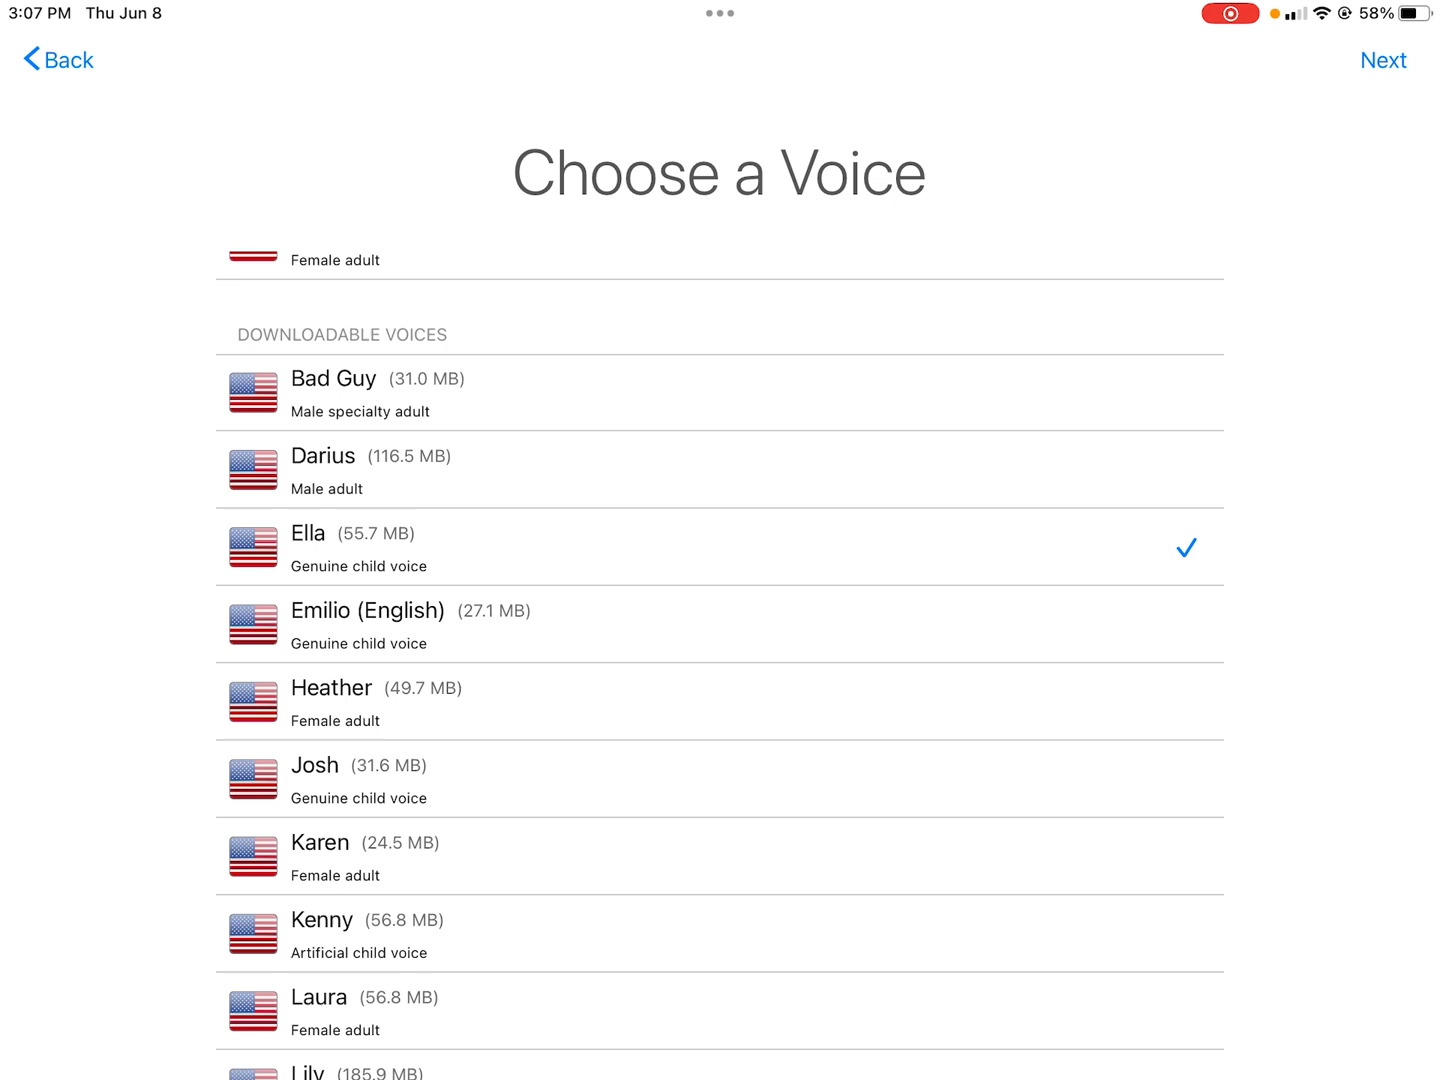 3:07 PM Thu Jun 8
58%
Back
Next
Choose a Voice
Female adult
DOWNLOADABLE VOICES
Bad Guy (31.0 MB)
Male specialty adult
Darius (116.5 MB)
Male adult
Ella (55.7 MB)
Genuine child voice
Emilio (English) (27.1 MB)
Genuine child voice
Heather (49.7 MB)
Female adult
Josh (31.6 MB)
Genuine child voice
Karen (24.5 MB)
Female adult
Kenny (56.8 MB)
Artificial child voice
Laura (56.8 MB)
Female adult
Lily (185.9 MB)